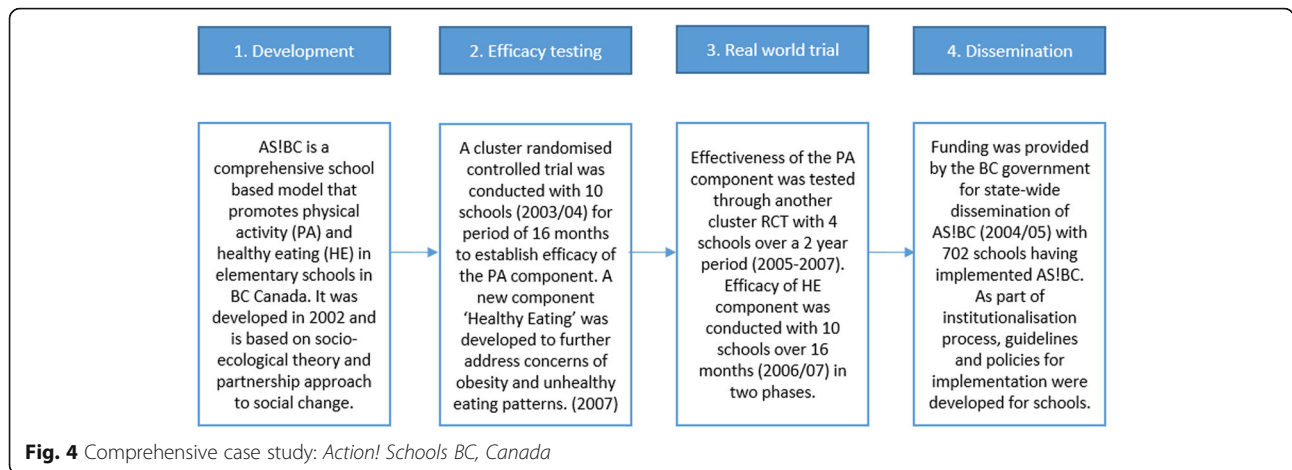 1. Development
2. Efficacy testing
3. Real world trial
4. Dissemination
AS!BC is a
comprehensive school
based model that
promotes physical
activity (PA) and
healthy eating (HE) in
elementary schools in
BC Canada. It was
developed in 2002 and
is based on socio-
ecological theory and
partnership approach
to social change.
A cluster randomised
controlled trial was
conducted with 10
schools (2003/04) for
period of 16 months
to establish efficacy of
the PA component. A
new component
‘Healthy Eating’ was
developed to further
address concerns of
obesity and unhealthy
eating patterns. (2007)
Effectiveness of the PA
component was tested
through another
cluster RCT with 4
schools over a 2 year
period (2005-2007).
Efficacy of HE
component was
conducted with 10
schools over 16
months (2006/07) in
two phases.
Funding was provided
by the BC government
for state-wide
dissemination of
AS!BC (2004/05) with
702 schools having
implemented AS!BC.
As part of
institutionalisation
process, guidelines
and policies for
implementation were
developed for schools.
Fig. 4 Comprehensive case study: Action! Schools BC, Canada